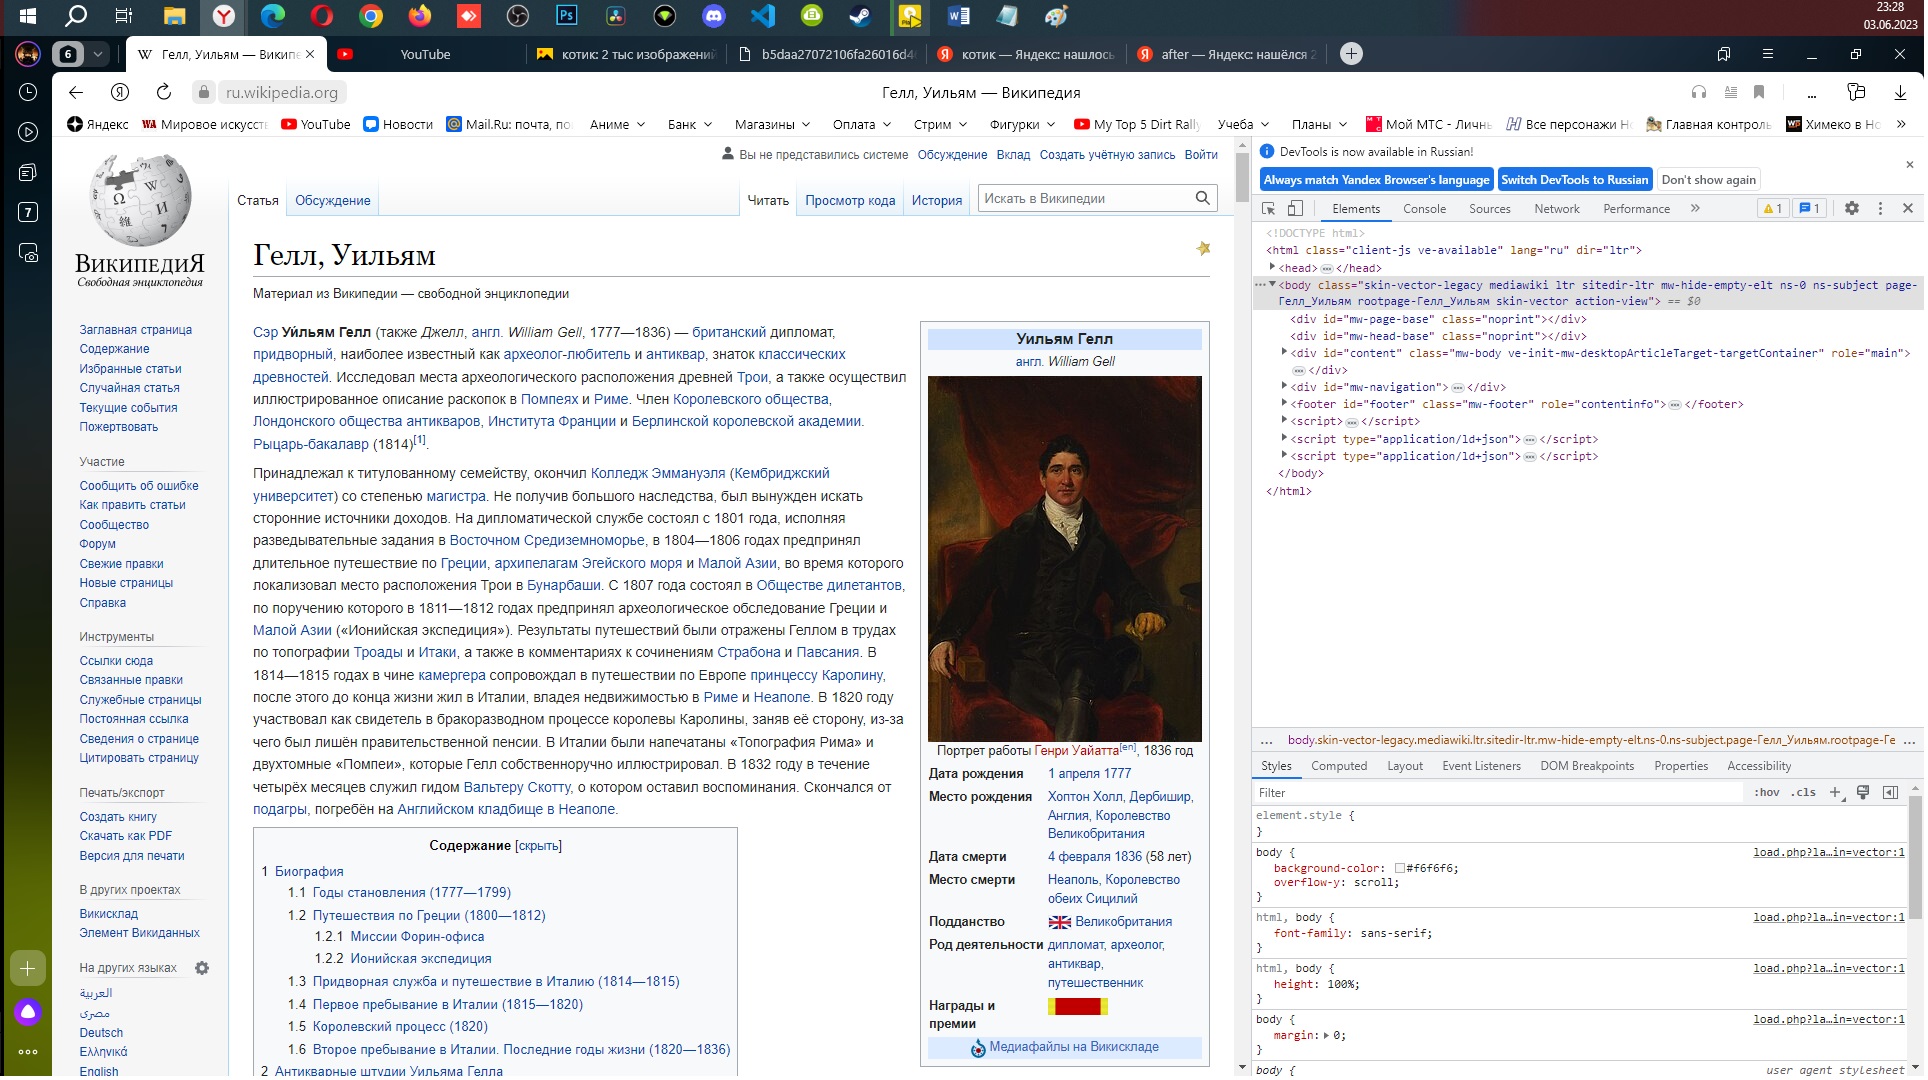 23:28
03.06.2023
6
Гелл, Уильям — Викип
YouTube
котик: 2 тыс изображений
b5daa27072106fa26016d4
котик — Яндекс: нашлось
after — Яндекс: нашёлся 2
ru.wikipedia.org
Гелл, Уильям — Википедия
Яндекс
Мировое искусст
YouTube
Новости
Mail.Ru: почта, по
Аниме
Банк
Магазины
Оплата
Стрим
Фигурки
My Top 5 Dirt Rall
Учеба
Планы
Мой МТС - Личн
Все персонажи Но
Главная контроль
Химеко в Но
7
ВИКИПЕДИЯ
Свободная энциклопедия
Вы не представились системе Обсуждение Вклад Создать учётную запись Войти
Статья Обсуждение
Читать Просмотр кода История
Искать в Википедии
Гелл, Уильям
Материал из Википедии — свободной энциклопедии
Заглавная страница
Содержание
Избранные статьи
Случайная статья
Текущие события
Пожертвовать
Участие
Сообщить об ошибке
Как править статьи
Сообщество
Форум
Свежие правки
Новые страницы
Справка
Инструменты
Ссылки сюда
Связанные правки
Служебные страницы
Постоянная ссылка
Сведения о странице
Цитировать страницу
Печать/экспорт
Создать книгу
Скачать как PDF
Версия для печати
В других проектах
Викисклад
Элемент Викиданных
На других языках
العربية
مصرى
Deutsch
Ελληνικά
English
Сэр Уи́льям Гелл (также Джелл, англ. William Gell, 1777—1836) — британский дипломат,
придворный, наиболее известный как археолог-любитель и антиквар, знаток классических
древностей. Исследовал места археологического расположения древней Трои, а также осуществил
иллюстрированное описание раскопок в Помпеях и Риме. Член Королевского общества,
Лондонского общества антикваров, Института Франции и Берлинской королевской академии.
Рыцарь-бакалавр (1814)[1].
Принадлежал к титулованному семейству, окончил Колледж Эммануэля (Кембриджский
университет) со степенью магистра. Не получив большого наследства, был вынужден искать
сторонние источники доходов. На дипломатической службе состоял с 1801 года, исполняя
разведывательные задания в Восточном Средиземноморье, в 1804—1806 годах предпринял
длительное путешествие по Греции, архипелагам Эгейского моря и Малой Азии, во время которого
локализовал место расположения Трои в Бунарбаши. С 1807 года состоял в Обществе дилетантов,
по поручению которого в 1811—1812 годах предпринял археологическое обследование Греции и
Малой Азии («Ионийская экспедиция»). Результаты путешествий были отражены Геллом в трудах
по топографии Троады и Итаки, а также в комментариях к сочинениям Страбона и Павсания. В
1814—1815 годах в чине камергера сопровождал в путешествии по Европе принцессу Каролину,
после этого до конца жизни жил в Италии, владея недвижимостью в Риме и Неаполе. В 1820 году
участвовал как свидетель в бракоразводном процессе королевы Каролины, заняв её сторону, из-за
чего был лишён правительственной пенсии. В Италии были напечатаны «Топография Рима» и
двухтомные «Помпеи», которые Гелл собственноручно иллюстрировал. В 1832 году в течение
четырёх месяцев служил гидом Вальтеру Скотту, о котором оставил воспоминания. Скончался от
подагры, погребён на Английском кладбище в Неаполе.
Содержание [скрыть]
1 Биография
1.1 Годы становления (1777—1799)
1.2 Путешествия по Греции (1800—1812)
1.2.1 Миссии Форин-офиса
1.2.2 Ионийская экспедиция
1.3 Придворная служба и путешествие в Италию (1814—1815)
1.4 Первое пребывание в Италии (1815—1820)
1.5 Королевский процесс (1820)
1.6 Второе пребывание в Италии. Последние годы жизни (1820—1836)
2 Антикварные штудии Уильяма Гелла
Уильям Гелл
англ. William Gell
Портрет работы Генри Уайатта[en], 1836 год
Дата рождения 1 апреля 1777
Место рождения Хоптон Холл, Дербишир,
Англия, Королевство
Великобритания
Дата смерти 4 февраля 1836 (58 лет)
Место смерти Неаполь, Королевство
обеих Сицилий
Подданство Великобритания
Род деятельности дипломат, археолог,
антиквар,
путешественник
Награды и
премии
Медиафайлы на Викискладе
DevTools is now available in Russian!
Always match Yandex Browser's language Switch DevTools to Russian Don't show again
Elements Console Sources Network Performance » 1 1
<!DOCTYPE html>
<html class="client-js ve-available" lang="ru" dir="ltr">
<head>…</head>
<body class="skin-vector-legacy mediawiki ltr sitedir-ltr mw-hide-empty-elt ns-0 ns-subject page-
Гелл_Уильям rootpage-Гелл_Уильям skin-vector action-view"> == $0
<div id="mw-page-base" class="noprint"></div>
<div id="mw-head-base" class="noprint"></div>
<div id="content" class="mw-body ve-init-mw-desktopArticleTarget-targetContainer" role="main">
…</div>
<div id="mw-navigation">…</div>
<footer id="footer" class="mw-footer" role="contentinfo">…</footer>
<script>…</script>
<script type="application/ld+json">…</script>
<script type="application/ld+json">…</script>
</body>
</html>
… body.skin-vector-legacy.mediawiki.ltr.sitedir-ltr.mw-hide-empty-elt.ns-0.ns-subject.page-Гелл_Уильям.rootpage-Ге …
Styles Computed Layout Event Listeners DOM Breakpoints Properties Accessibility
Filter :hov .cls +
element.style {
}
body { load.php?la…in=vector:1
background-color: #f6f6f6;
overflow-y: scroll;
}
html, body { load.php?la…in=vector:1
font-family: sans-serif;
}
html, body { load.php?la…in=vector:1
height: 100%;
}
body { load.php?la…in=vector:1
margin: 0;
}
body { user agent stylesheet